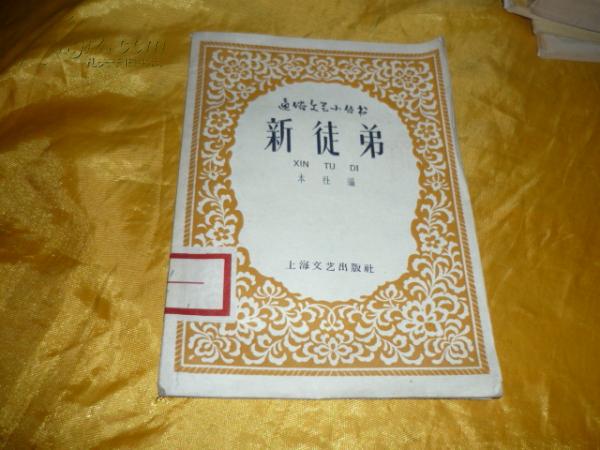 通俗文艺小丛书
新徒弟
XIN TU DI
本社编
上海文艺出版社